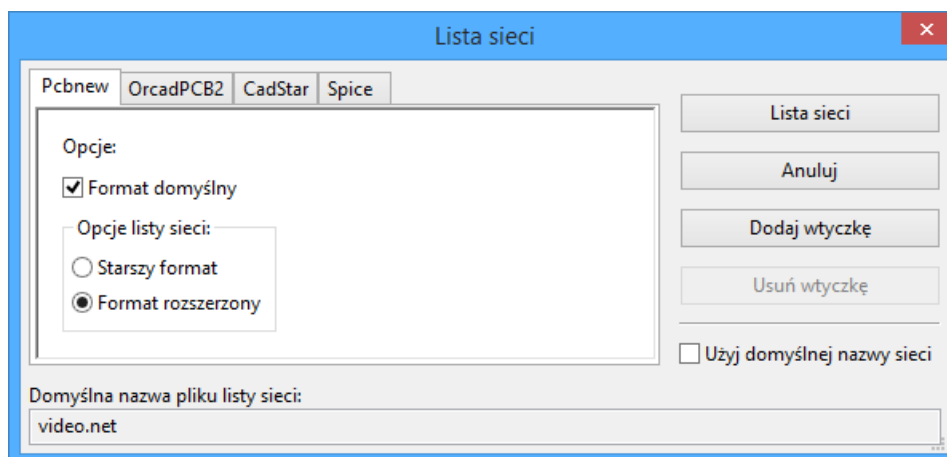 Lista sieci
Pcbnew OrcadPCB2 CadStar Spice
Opcje:
Format domyślny
Opcje listy sieci:
Starszy format
Format rozszerzony
Lista sieci
Anuluj
Dodaj wtyczkę
Usuń wtyczkę
Użyj domyślnej nazwy sieci
Domyślna nazwa pliku listy sieci:
video.net